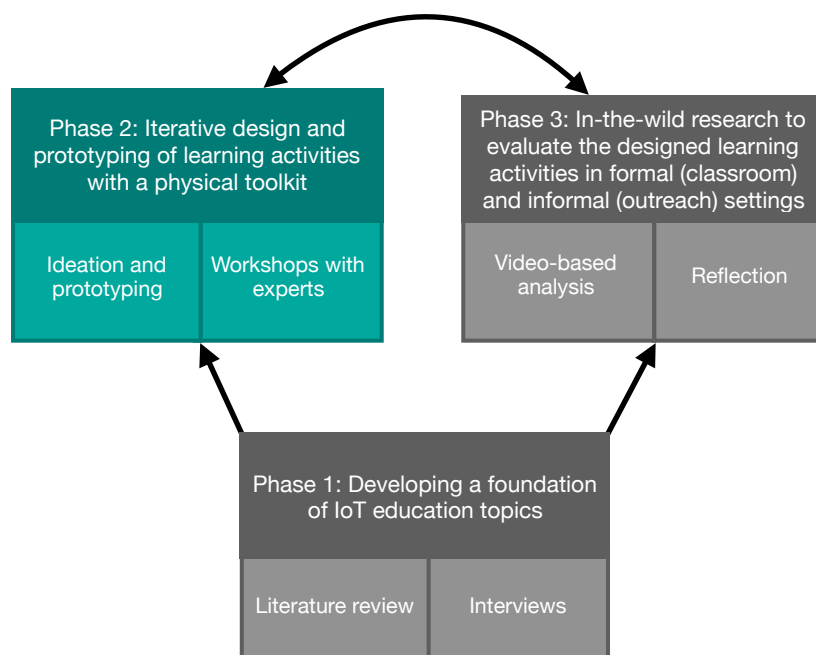 Phase 2: Iterative design and
prototyping of learning activities
with a physical toolkit
Ideation and
prototyping
Workshops with
experts
Phase 3: In-the-wild research to
evaluate the designed learning
activities in formal (classroom)
and informal (outreach) settings
Video-based
analysis
Reflection
Phase 1: Developing a foundation
of IoT education topics
Literature review
Interviews